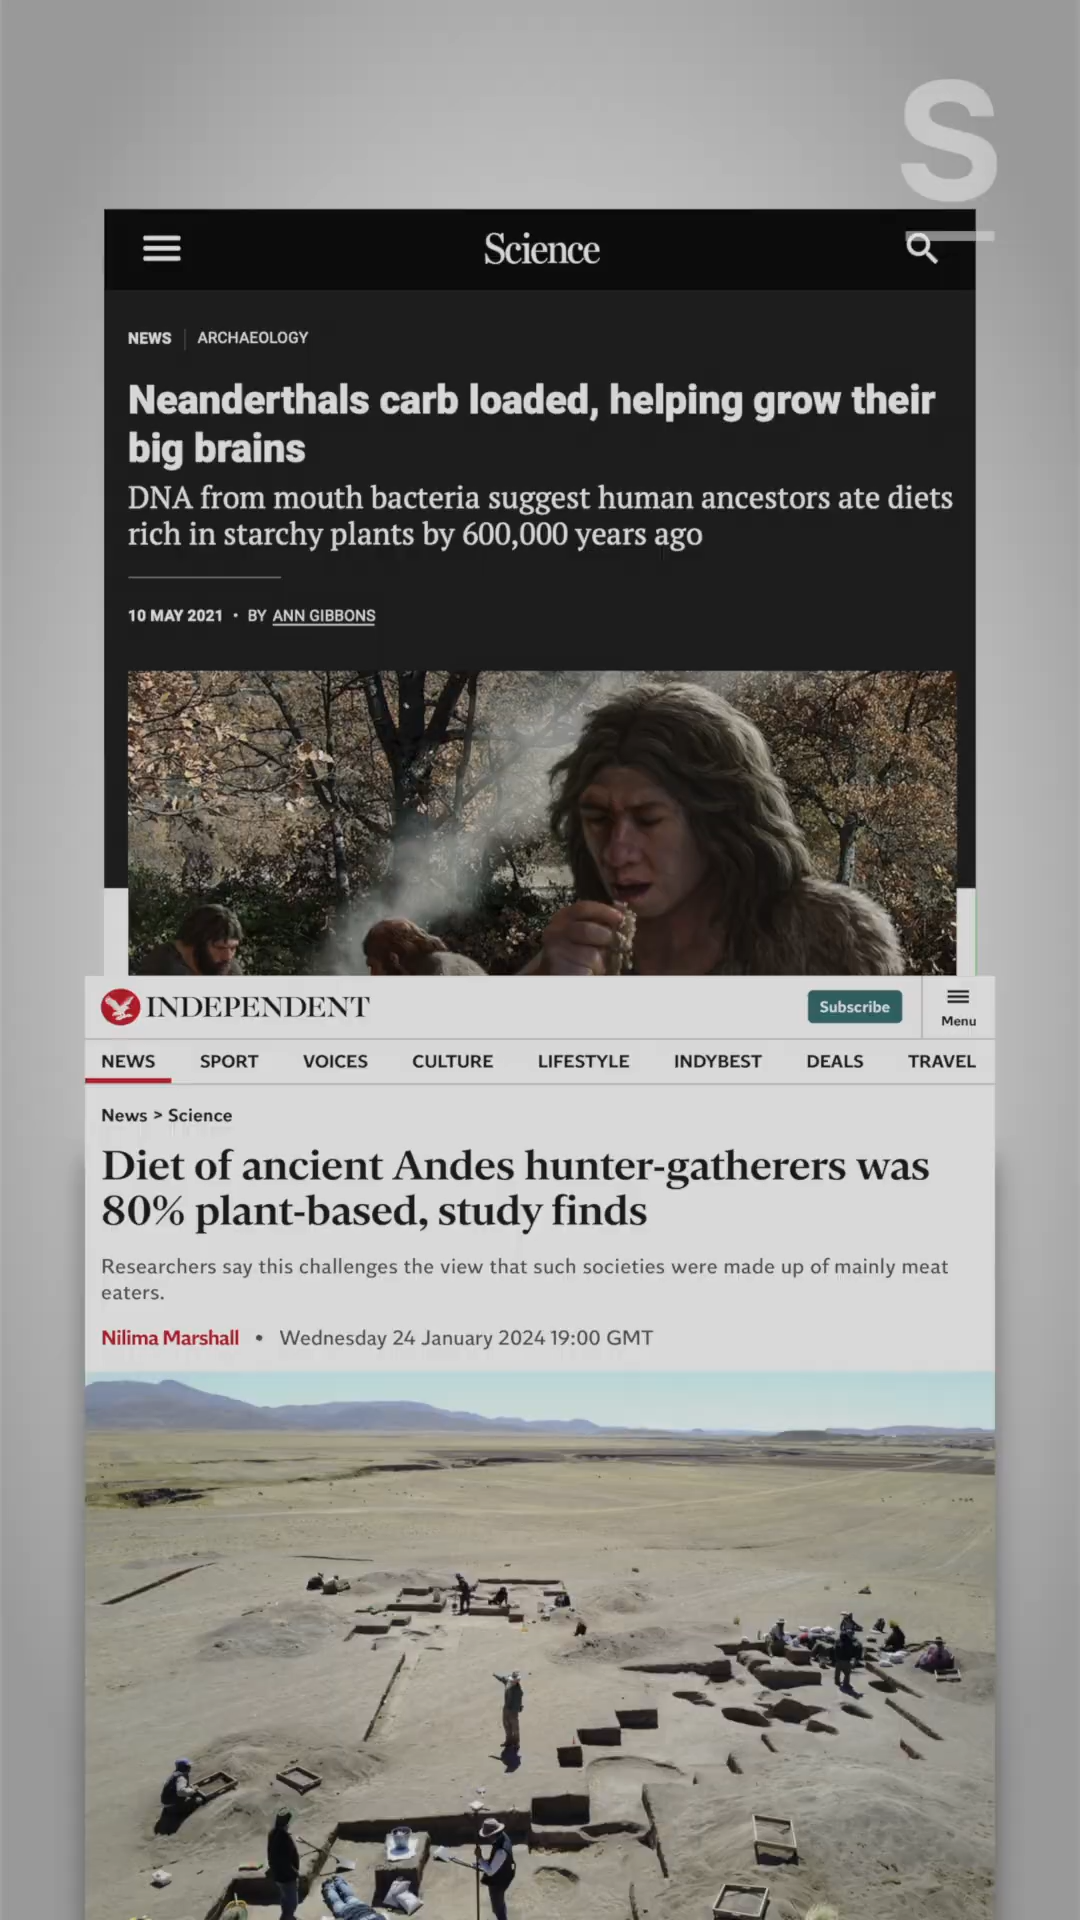 S
Science
NEWS | ARCHAEOLOGY
Neanderthals carb loaded, helping grow their
big brains
DNA from mouth bacteria suggest human ancestors ate diets
rich in starchy plants by 600,000 years ago
10 MAY 2021 • BY ANN GIBBONS
INDEPENDENT
Subscribe
Menu
NEWS SPORT VOICES CULTURE LIFESTYLE INDYBEST DEALS TRAVEL
News > Science
Diet of ancient Andes hunter-gatherers was
80% plant-based, study finds
Researchers say this challenges the view that such societies were made up of mainly meat
eaters.
Nilima Marshall • Wednesday 24 January 2024 19:00 GMT